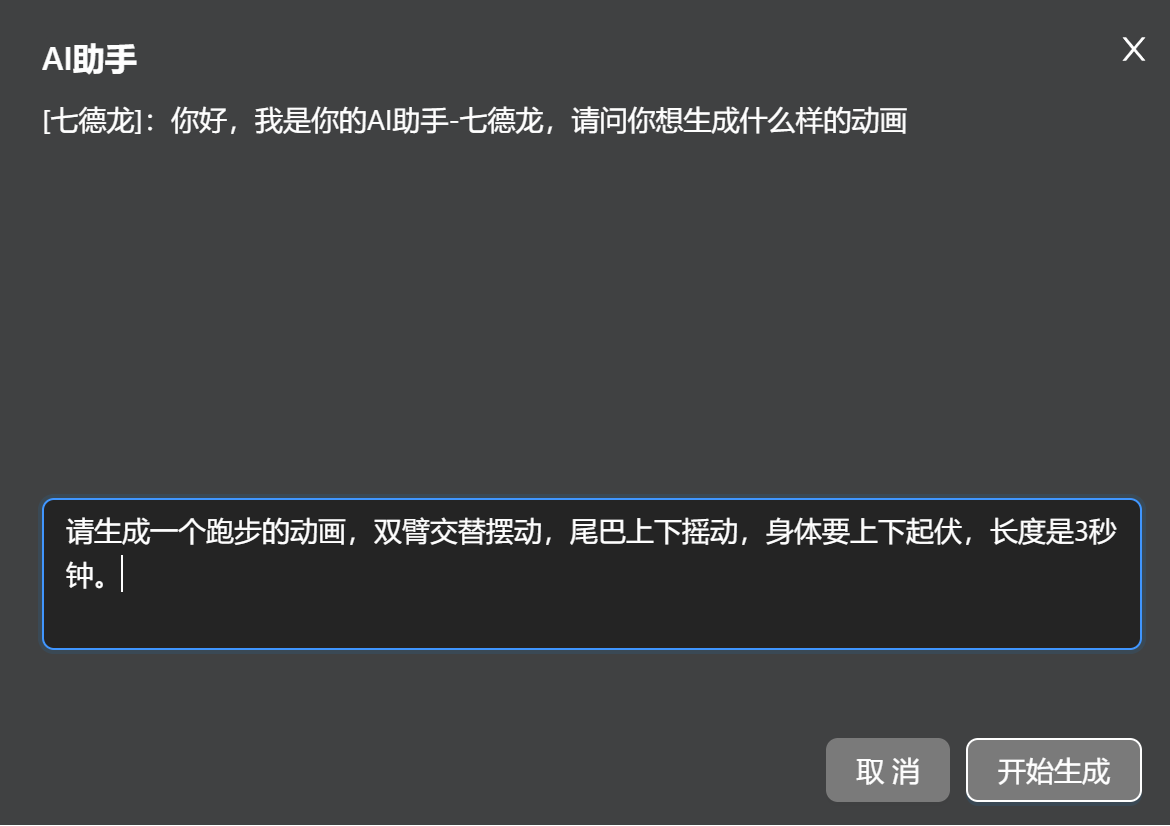 AI助手
X
[七德龙]：你好，我是你的AI助手-七德龙，请问你想生成什么样的动画
请生成一个跑步的动画，双臂交替摆动，尾巴上下摇动，身体要上下起伏，长度是3秒
钟。
取 消
开始生成